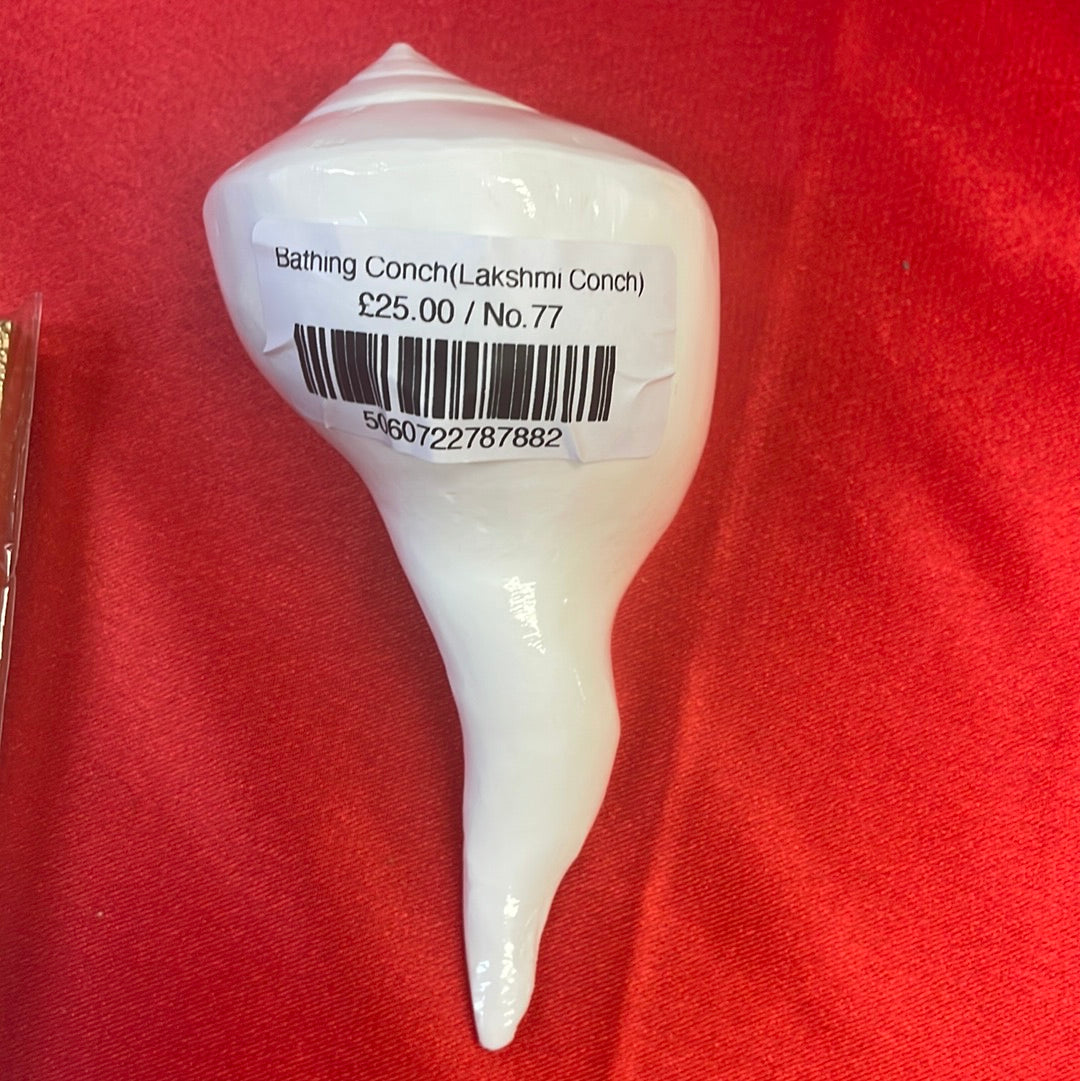 Bathing Conch(Lakshmi Conch)
£25.00 / No.77
5060722787882